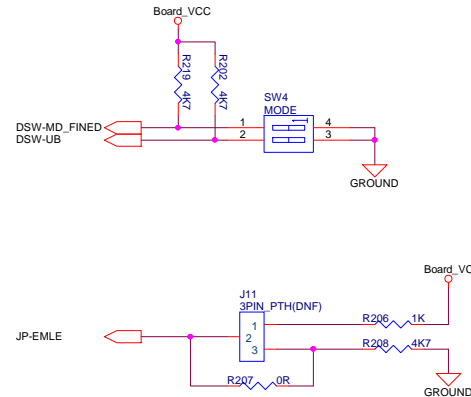 Board_VCC
R219
4K7
R202
4K7
SW4
MODE
DSW-MD_FINED
DSW-UB
1
2
1
4
3
GROUND
Board_VC
J11
3PIN_PTH(DNF)
R206 1K
1
JP-EMLE
2
3
R208 4K7
R207 0R
GROUND